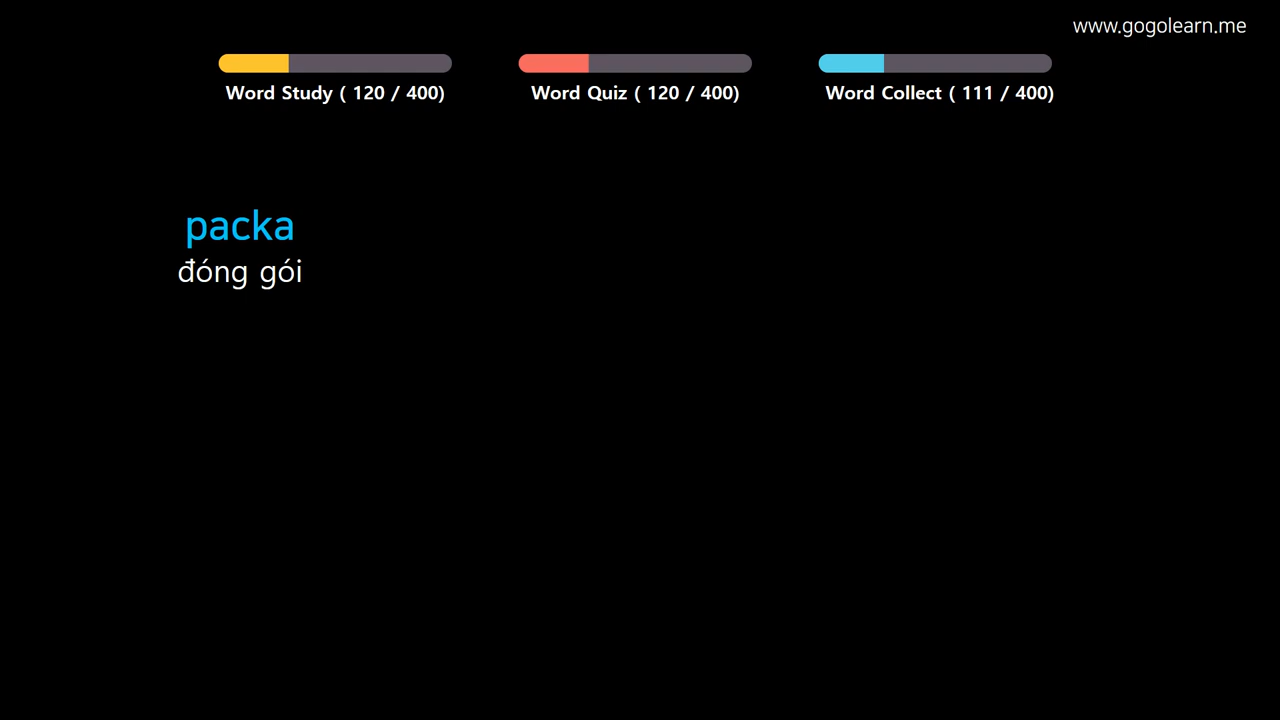 www.gogolearn.me
Word Study ( 120 / 400)
Word Quiz ( 120 / 400)
Word Collect ( 111 / 400)
packa
đóng gói